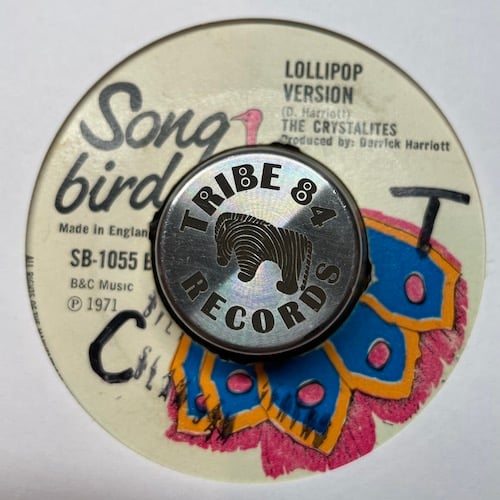 LOLLIPOP
VERSION
(D. Harriott)
THE CRYSTALITES
Produced by: Derrick Harriott
Song
bird
Made in England
SB-1055 B
B&C Music
Ⓟ 1971
TRIBE 84
RECORDS
T
C